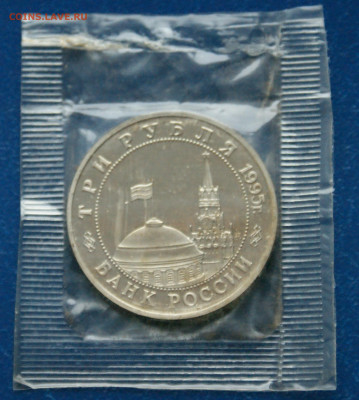 COINS.LAVE.RU
ТРИ РУБЛЯ 1995г.
БАНК РОССИИ